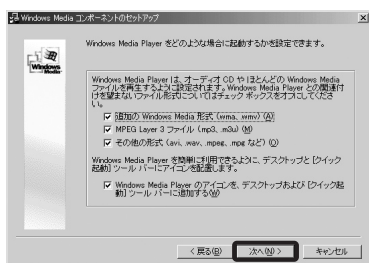 Windows Media コンポーネントのセットアップ
Windows Media Player をどのような場合に起動するかを設定できます。
Windows
Media
Windows Media Player は、オーディオ CD や ほとんどの Windows Media
ファイルを再生するように設定されます。Windows Media Player との関連付
けを望まないファイル形式についてはチェック ボックスをオフにしてくださ
い。
追加の Windows Media 形式 (wma, .wmv) (A)
MPEG Layer 3 ファイル (mp3, .m3u) (M)
その他の形式 (avi, .wav, .mpeg, .mpg など) (O)
Windows Media Player を簡単に利用できるように、デスクトップと [クイック
起動] ツール バーにアイコンを配置します。
Windows Media Player のアイコンを、デスクトップおよび [クイック起
動] ツール バーに追加する(W)
< 戻る(B)
次へ(N) >
キャンセル